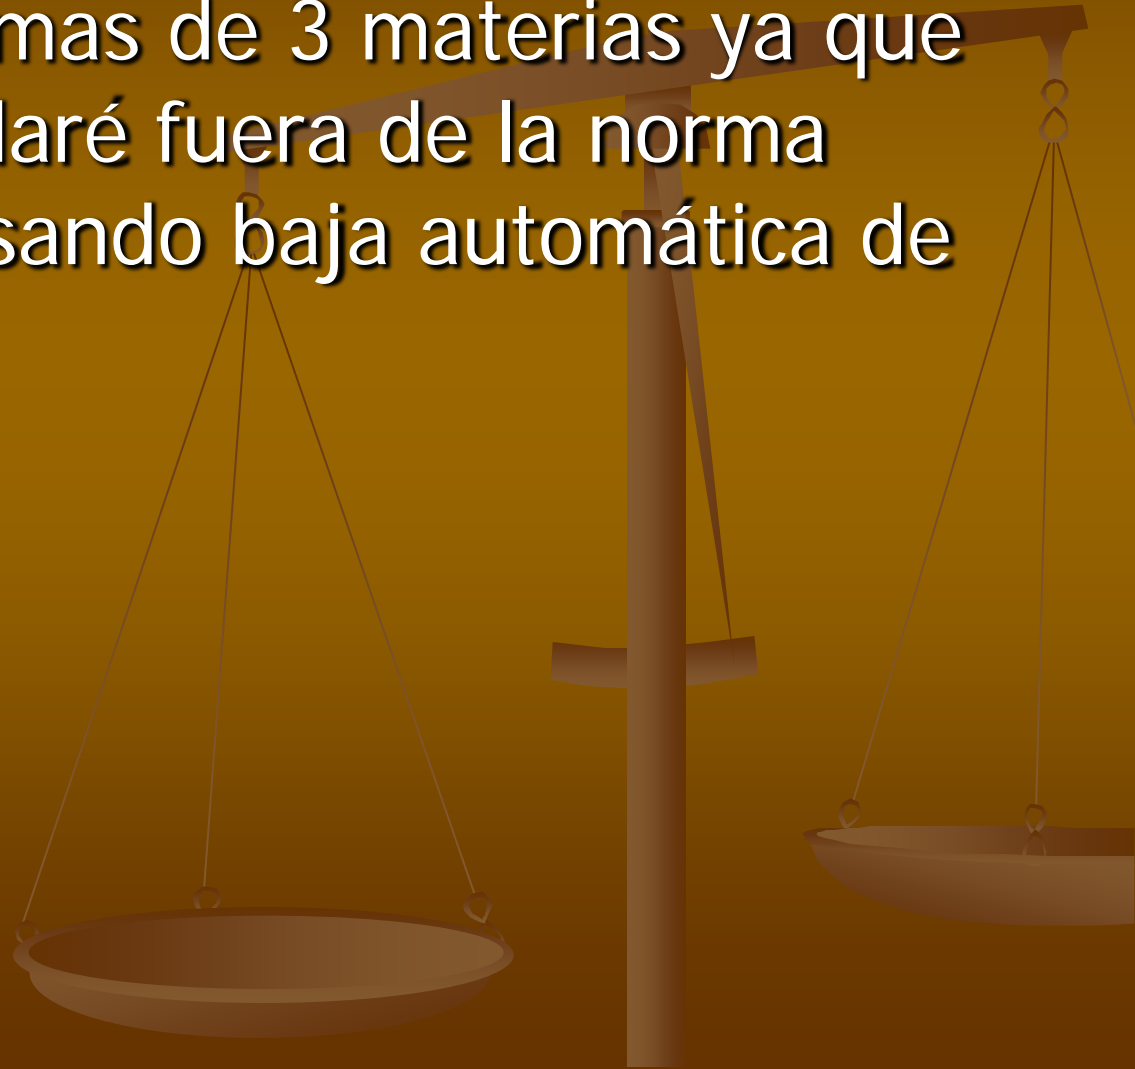 mas de 3 materias ya que
laré fuera de la norma
sando baja automática de